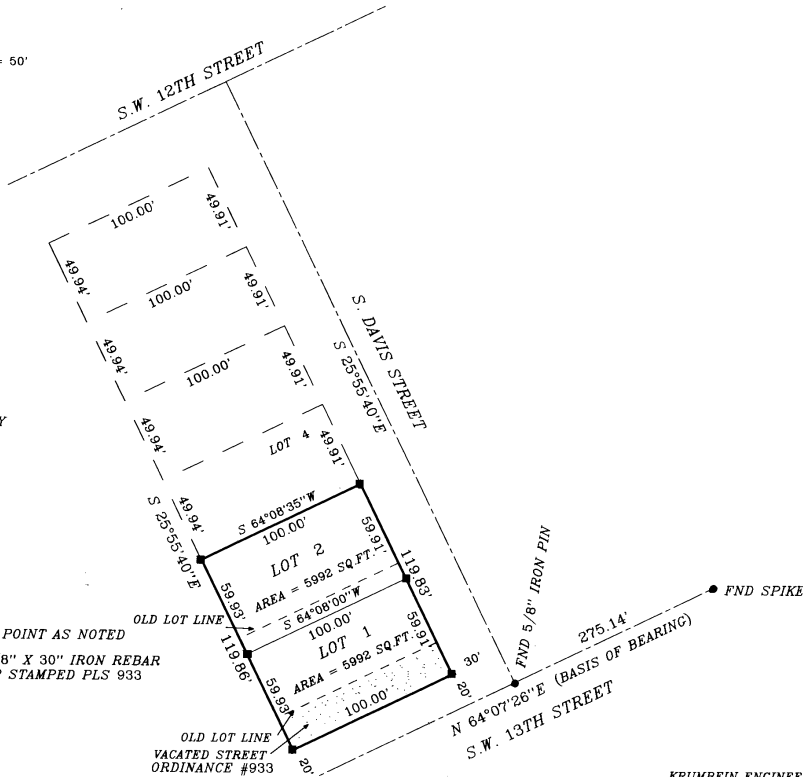 = 50'
S.W. 12TH STREET
100.00'
49.91'
49.94'
100.00'
49.91'
49.94'
100.00'
49.91'
49.94'
S. DAVIS STREET
S 25°55'40"E
LOT 4
49.91'
49.94'
S 25°55'40"E
S 64°08'35"W
100.00'
LOT 2
AREA = 5992 SQ.FT.
59.91'
59.93'
119.83'
119.86'
OLD LOT LINE
S 64°08'00"W
100.00'
LOT 1
AREA = 5992 SQ.FT.
59.91'
59.93'
100.00'
30'
20'
20'
FND 5/8" IRON PIN
275.14'
FND SPIKE
N 64°07'26"E (BASIS OF BEARING)
S.W. 13TH STREET
Y
POINT AS NOTED
8" X 30" IRON REBAR
STAMPED PLS 933
OLD LOT LINE
VACATED STREET
ORDINANCE #933